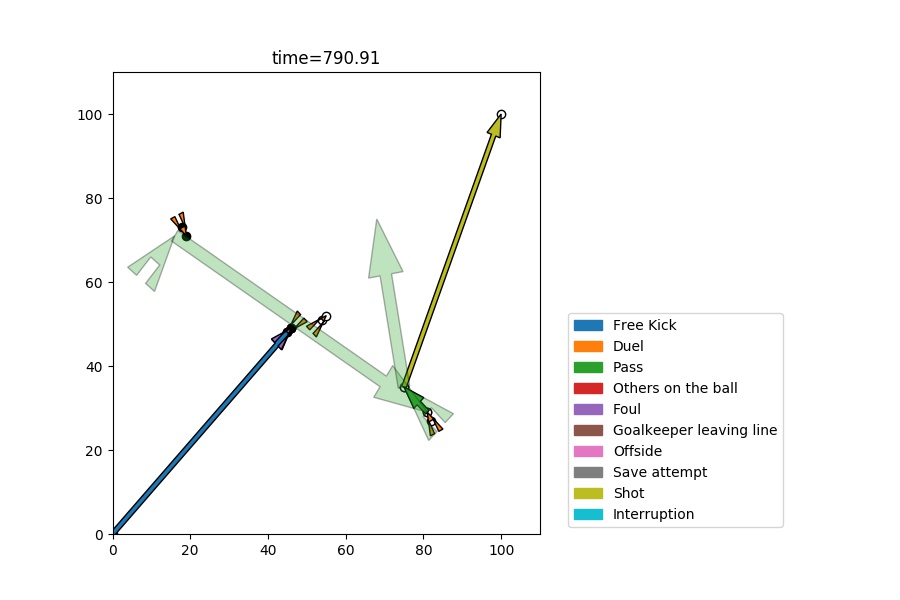 time=790.91
100
80
60
40
20
0
0 20 40 60 80 100
Free Kick
Duel
Pass
Others on the ball
Foul
Goalkeeper leaving line
Offside
Save attempt
Shot
Interruption